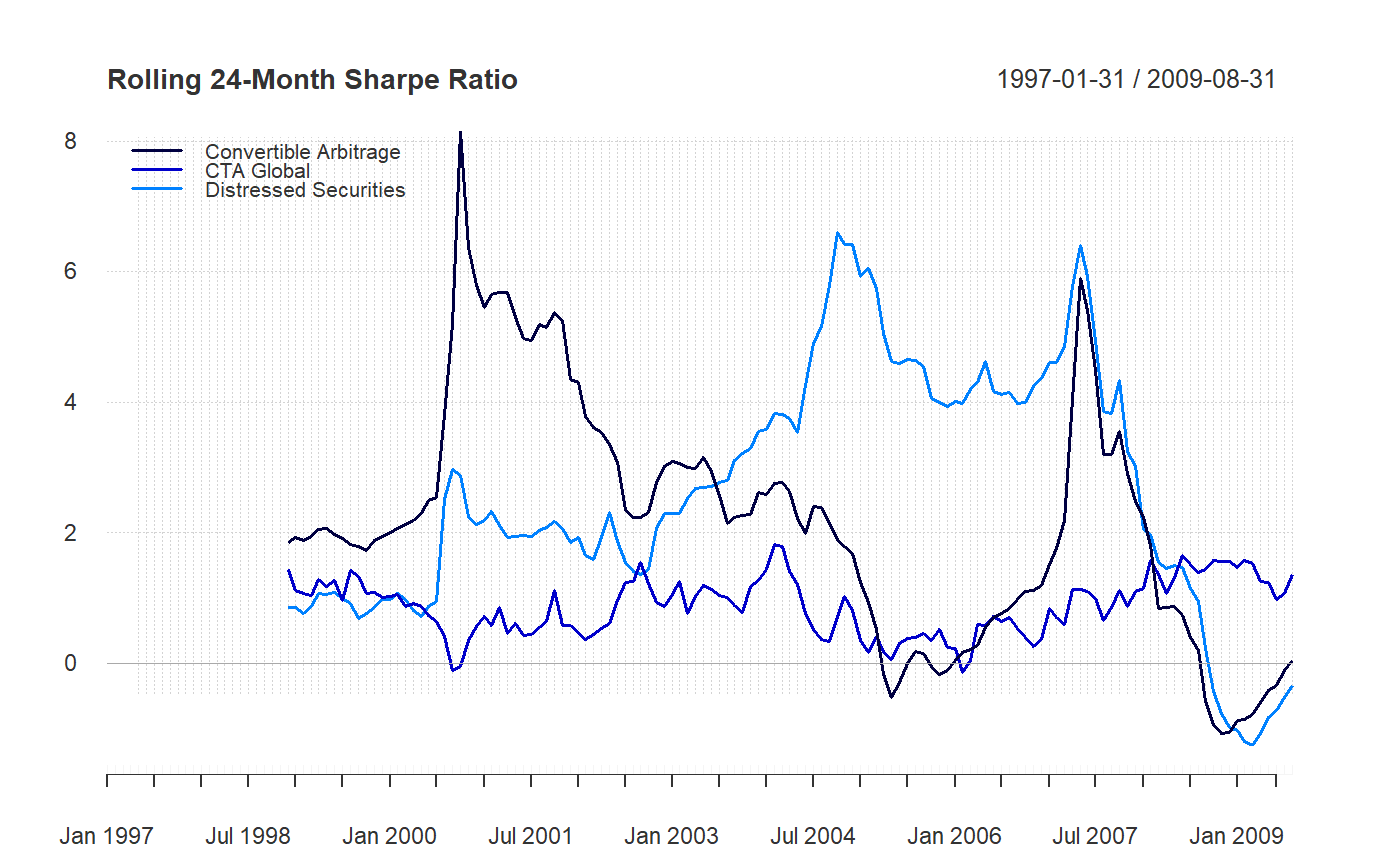 Rolling 24-Month Sharpe Ratio
1997-01-31 / 2009-08-31
8
6
4
2
0
Convertible Arbitrage
CTA Global
Distressed Securities
Jan 1997
Jul 1998
Jan 2000
Jul 2001
Jan 2003
Jul 2004
Jan 2006
Jul 2007
Jan 2009